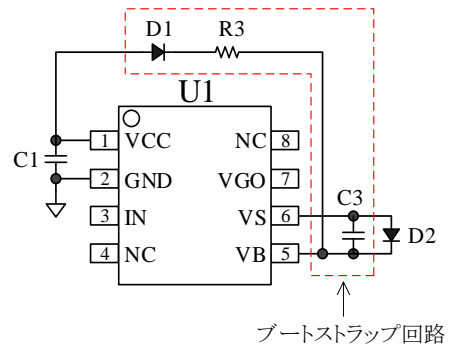 D1 R3
U1
C1
1 VCC NC 8
2 GND VGO 7
3 IN VS 6
4 NC VB 5
C3
D2
ブートストラップ回路